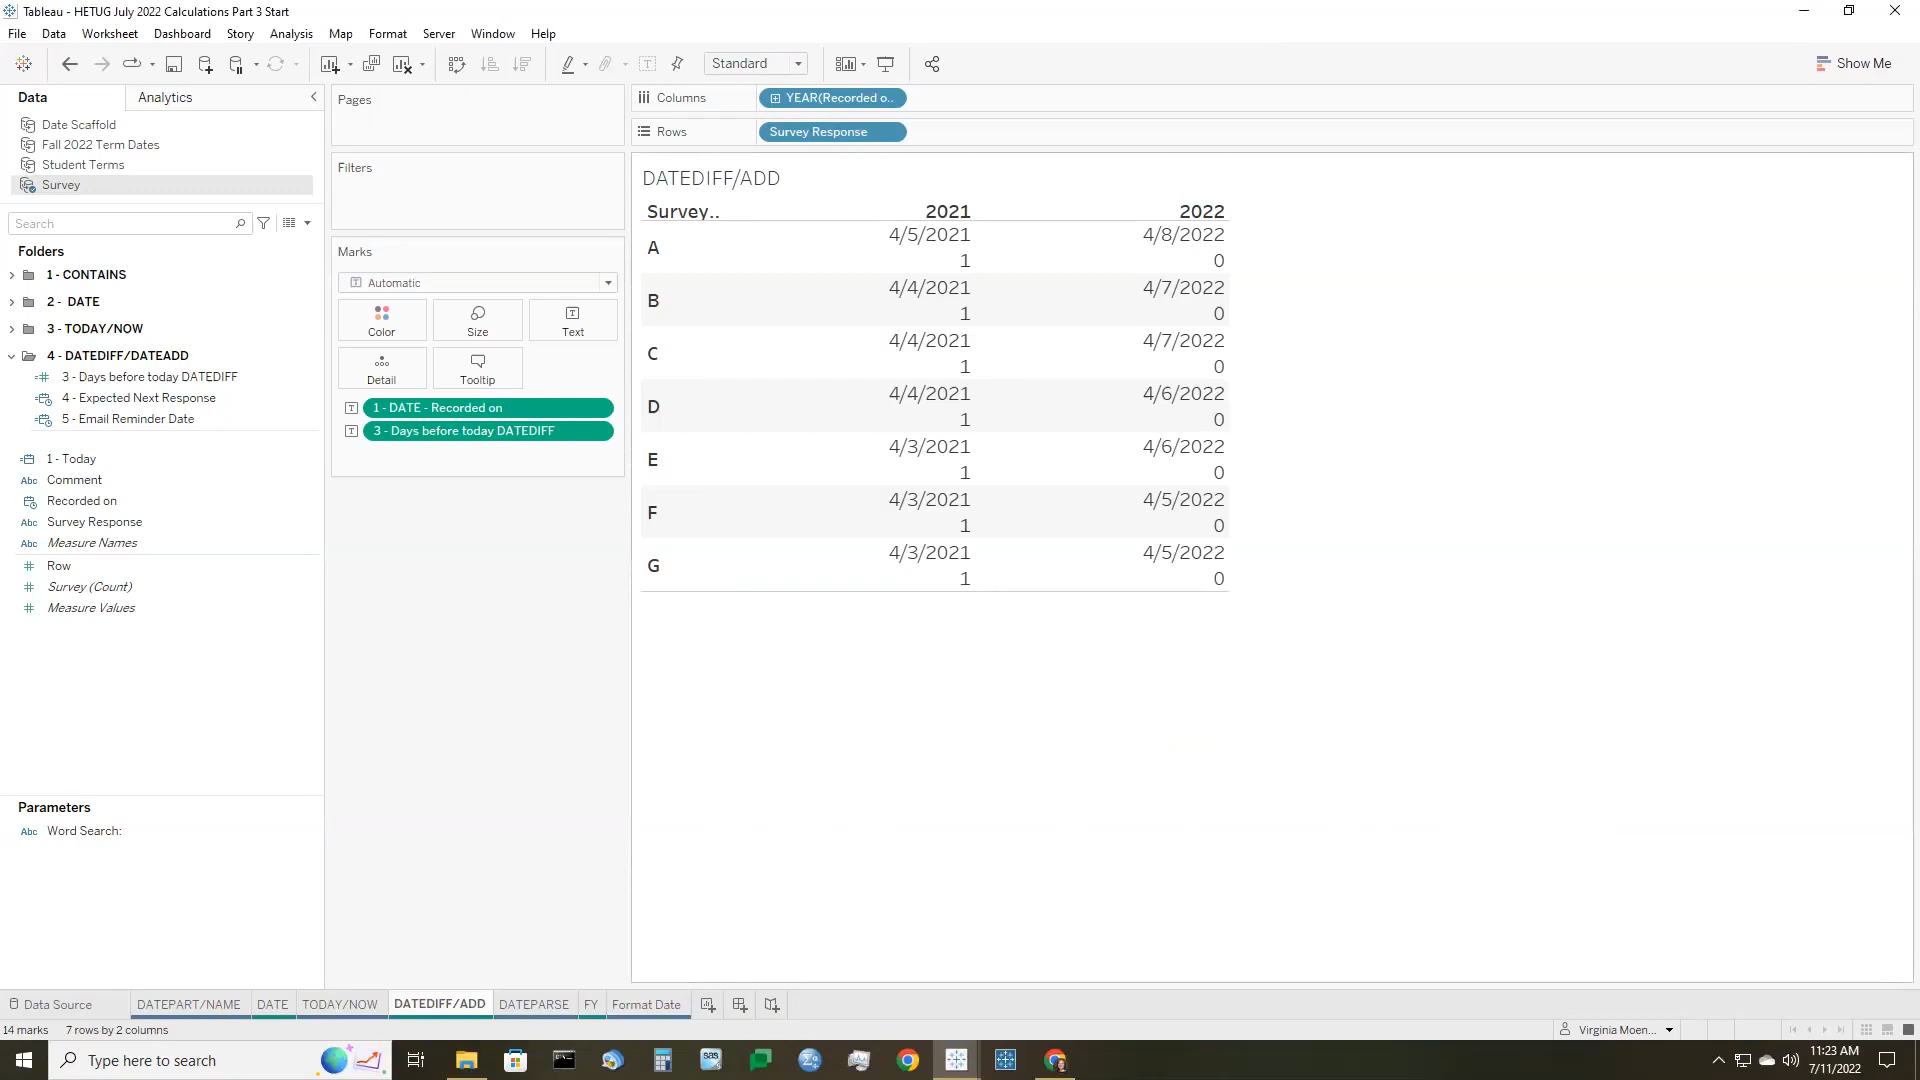 Tableau - HETUG July 2022 Calculations Part 3 Start
File Data Worksheet Dashboard Story Analysis Map Format Server Window Help
Standard
Show Me
Data Analytics
Date Scaffold
Fall 2022 Term Dates
Student Terms
Survey
Search
Folders
1 - CONTAINS
2 - DATE
3 - TODAY/NOW
4 - DATEDIFF/DATEADD
3 - Days before today DATEDIFF
4 - Expected Next Response
5 - Email Reminder Date
1 - Today
Abc Comment
Recorded on
Abc Survey Response
Abc Measure Names
Row
Survey (Count)
Measure Values
Parameters
Abc Word Search:
Pages
Filters
Marks
Automatic
Color Size Text
Detail Tooltip
1 - DATE - Recorded on
3 - Days before today DATEDIFF
Columns YEAR(Recorded o..
Rows Survey Response
DATEDIFF/ADD
Survey.. 2021 2022
A 4/5/2021 4/8/2022
1 0
B 4/4/2021 4/7/2022
1 0
C 4/4/2021 4/7/2022
1 0
D 4/4/2021 4/6/2022
1 0
E 4/3/2021 4/6/2022
1 0
F 4/3/2021 4/5/2022
1 0
G 4/3/2021 4/5/2022
1 0
Data Source DATEPART/NAME DATE TODAY/NOW DATEDIFF/ADD DATEPARSE FY Format Date
14 marks 7 rows by 2 columns
Virginia Moen...
Type here to search
sas
11:23 AM
7/11/2022